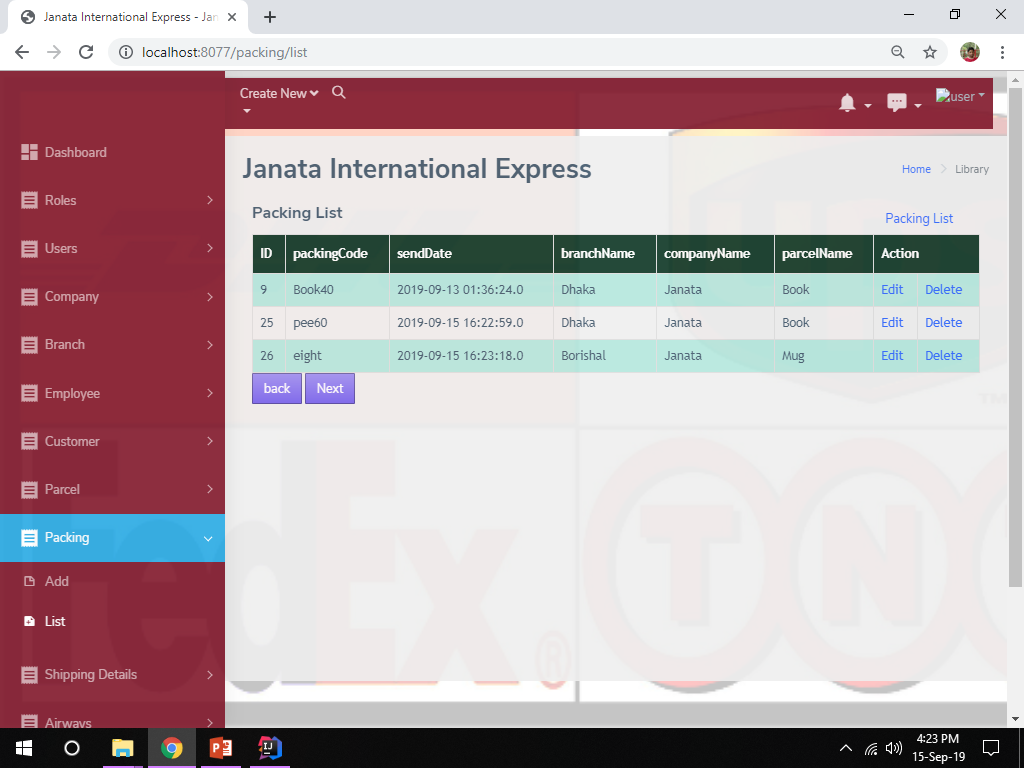 Janata International Express - Jan
localhost:8077/packing/list
Create New
user
Dashboard
Roles
Users
Company
Branch
Employee
Customer
Parcel
Packing
Add
List
Shipping Details
Airways
Janata International Express
Home
Library
Packing List
Packing List
ID packingCode sendDate branchName companyName parcelName Action
9 Book40 2019-09-13 01:36:24.0 Dhaka Janata Book Edit Delete
25 pee60 2019-09-15 16:22:59.0 Dhaka Janata Book Edit Delete
26 eight 2019-09-15 16:23:18.0 Borishal Janata Mug Edit Delete
back Next
TM
FedEx ®
TN
4:23 PM
15-Sep-19